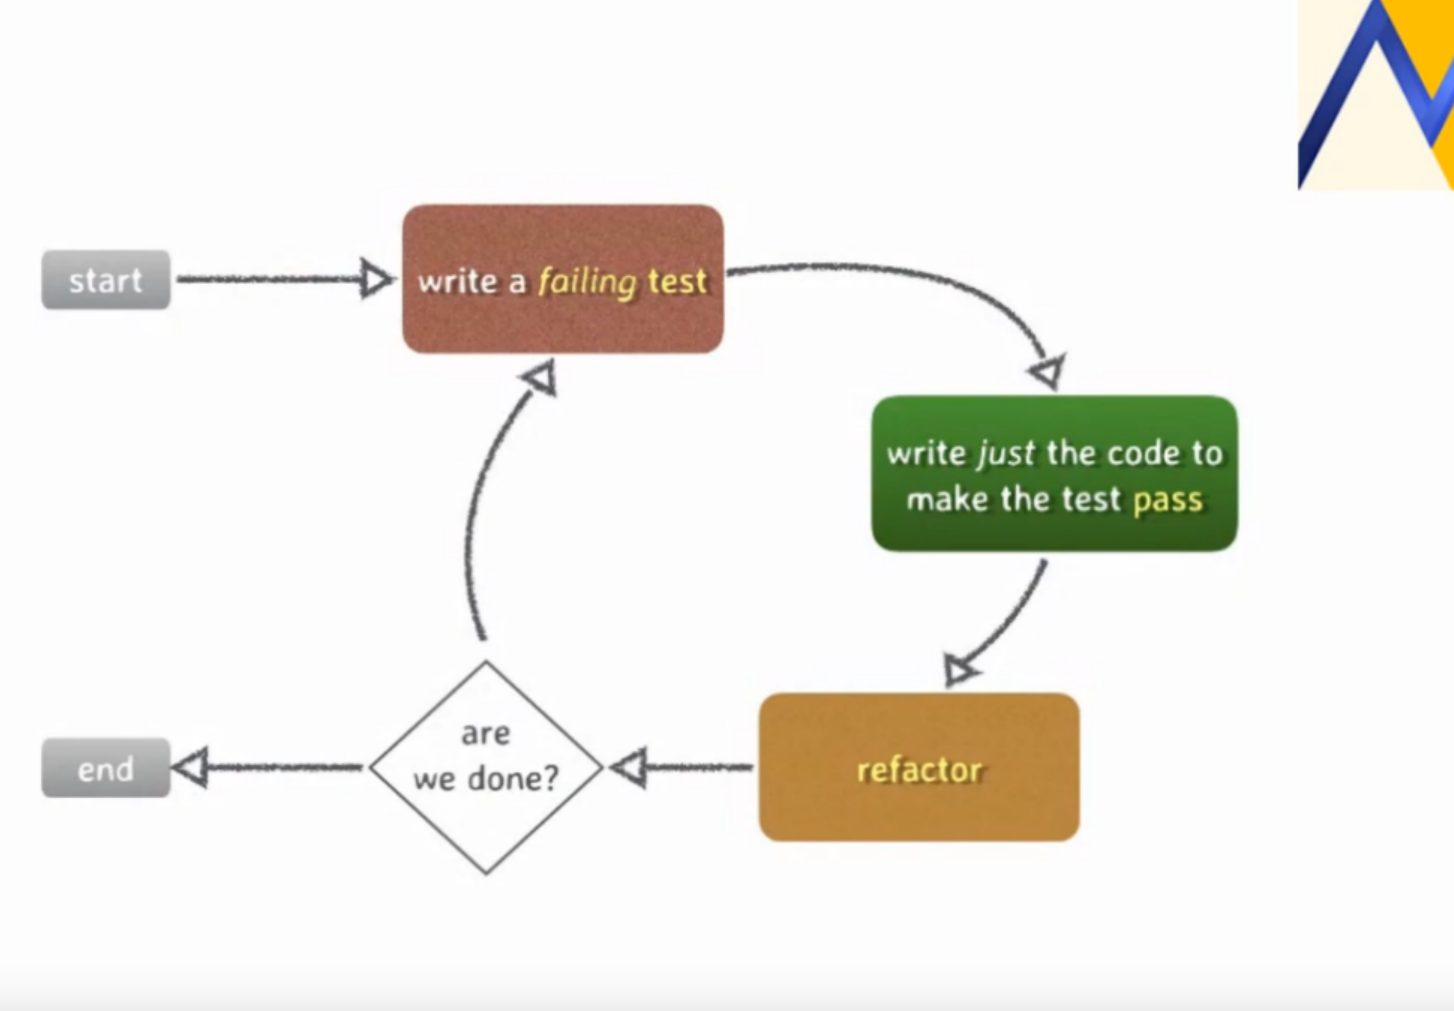 start
write a failing test
write just the code to
make the test pass
refactor
are
we done?
end